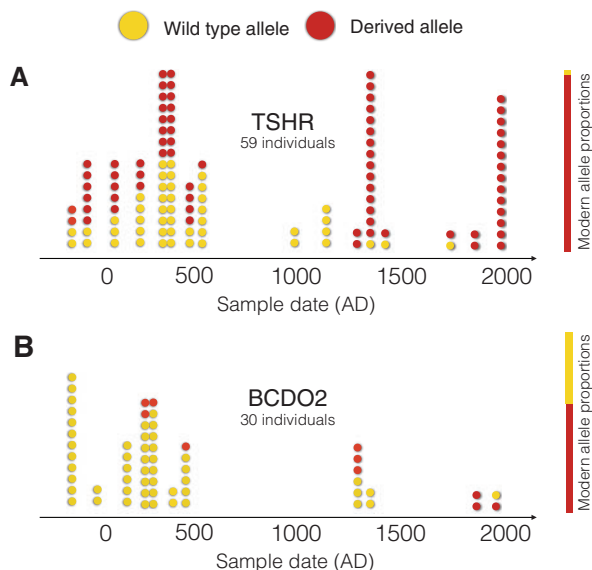 Wild type allele Derived allele
A
TSHR
59 individuals
Modern allele proportions
0 500 1000 1500 2000
Sample date (AD)
B
BCDO2
30 individuals
Modern allele proportions
0 500 1000 1500 2000
Sample date (AD)